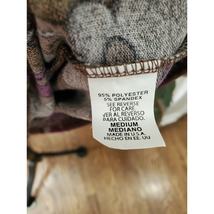 95% POLYESTER
5% SPANDEX
SEE REVERSE
FOR CARE
VER AL REVERSO
PARA CUIDADO.
MEDIUM
MEDIANO
MADE IN U.S.A.
HECHO EN EE. UU